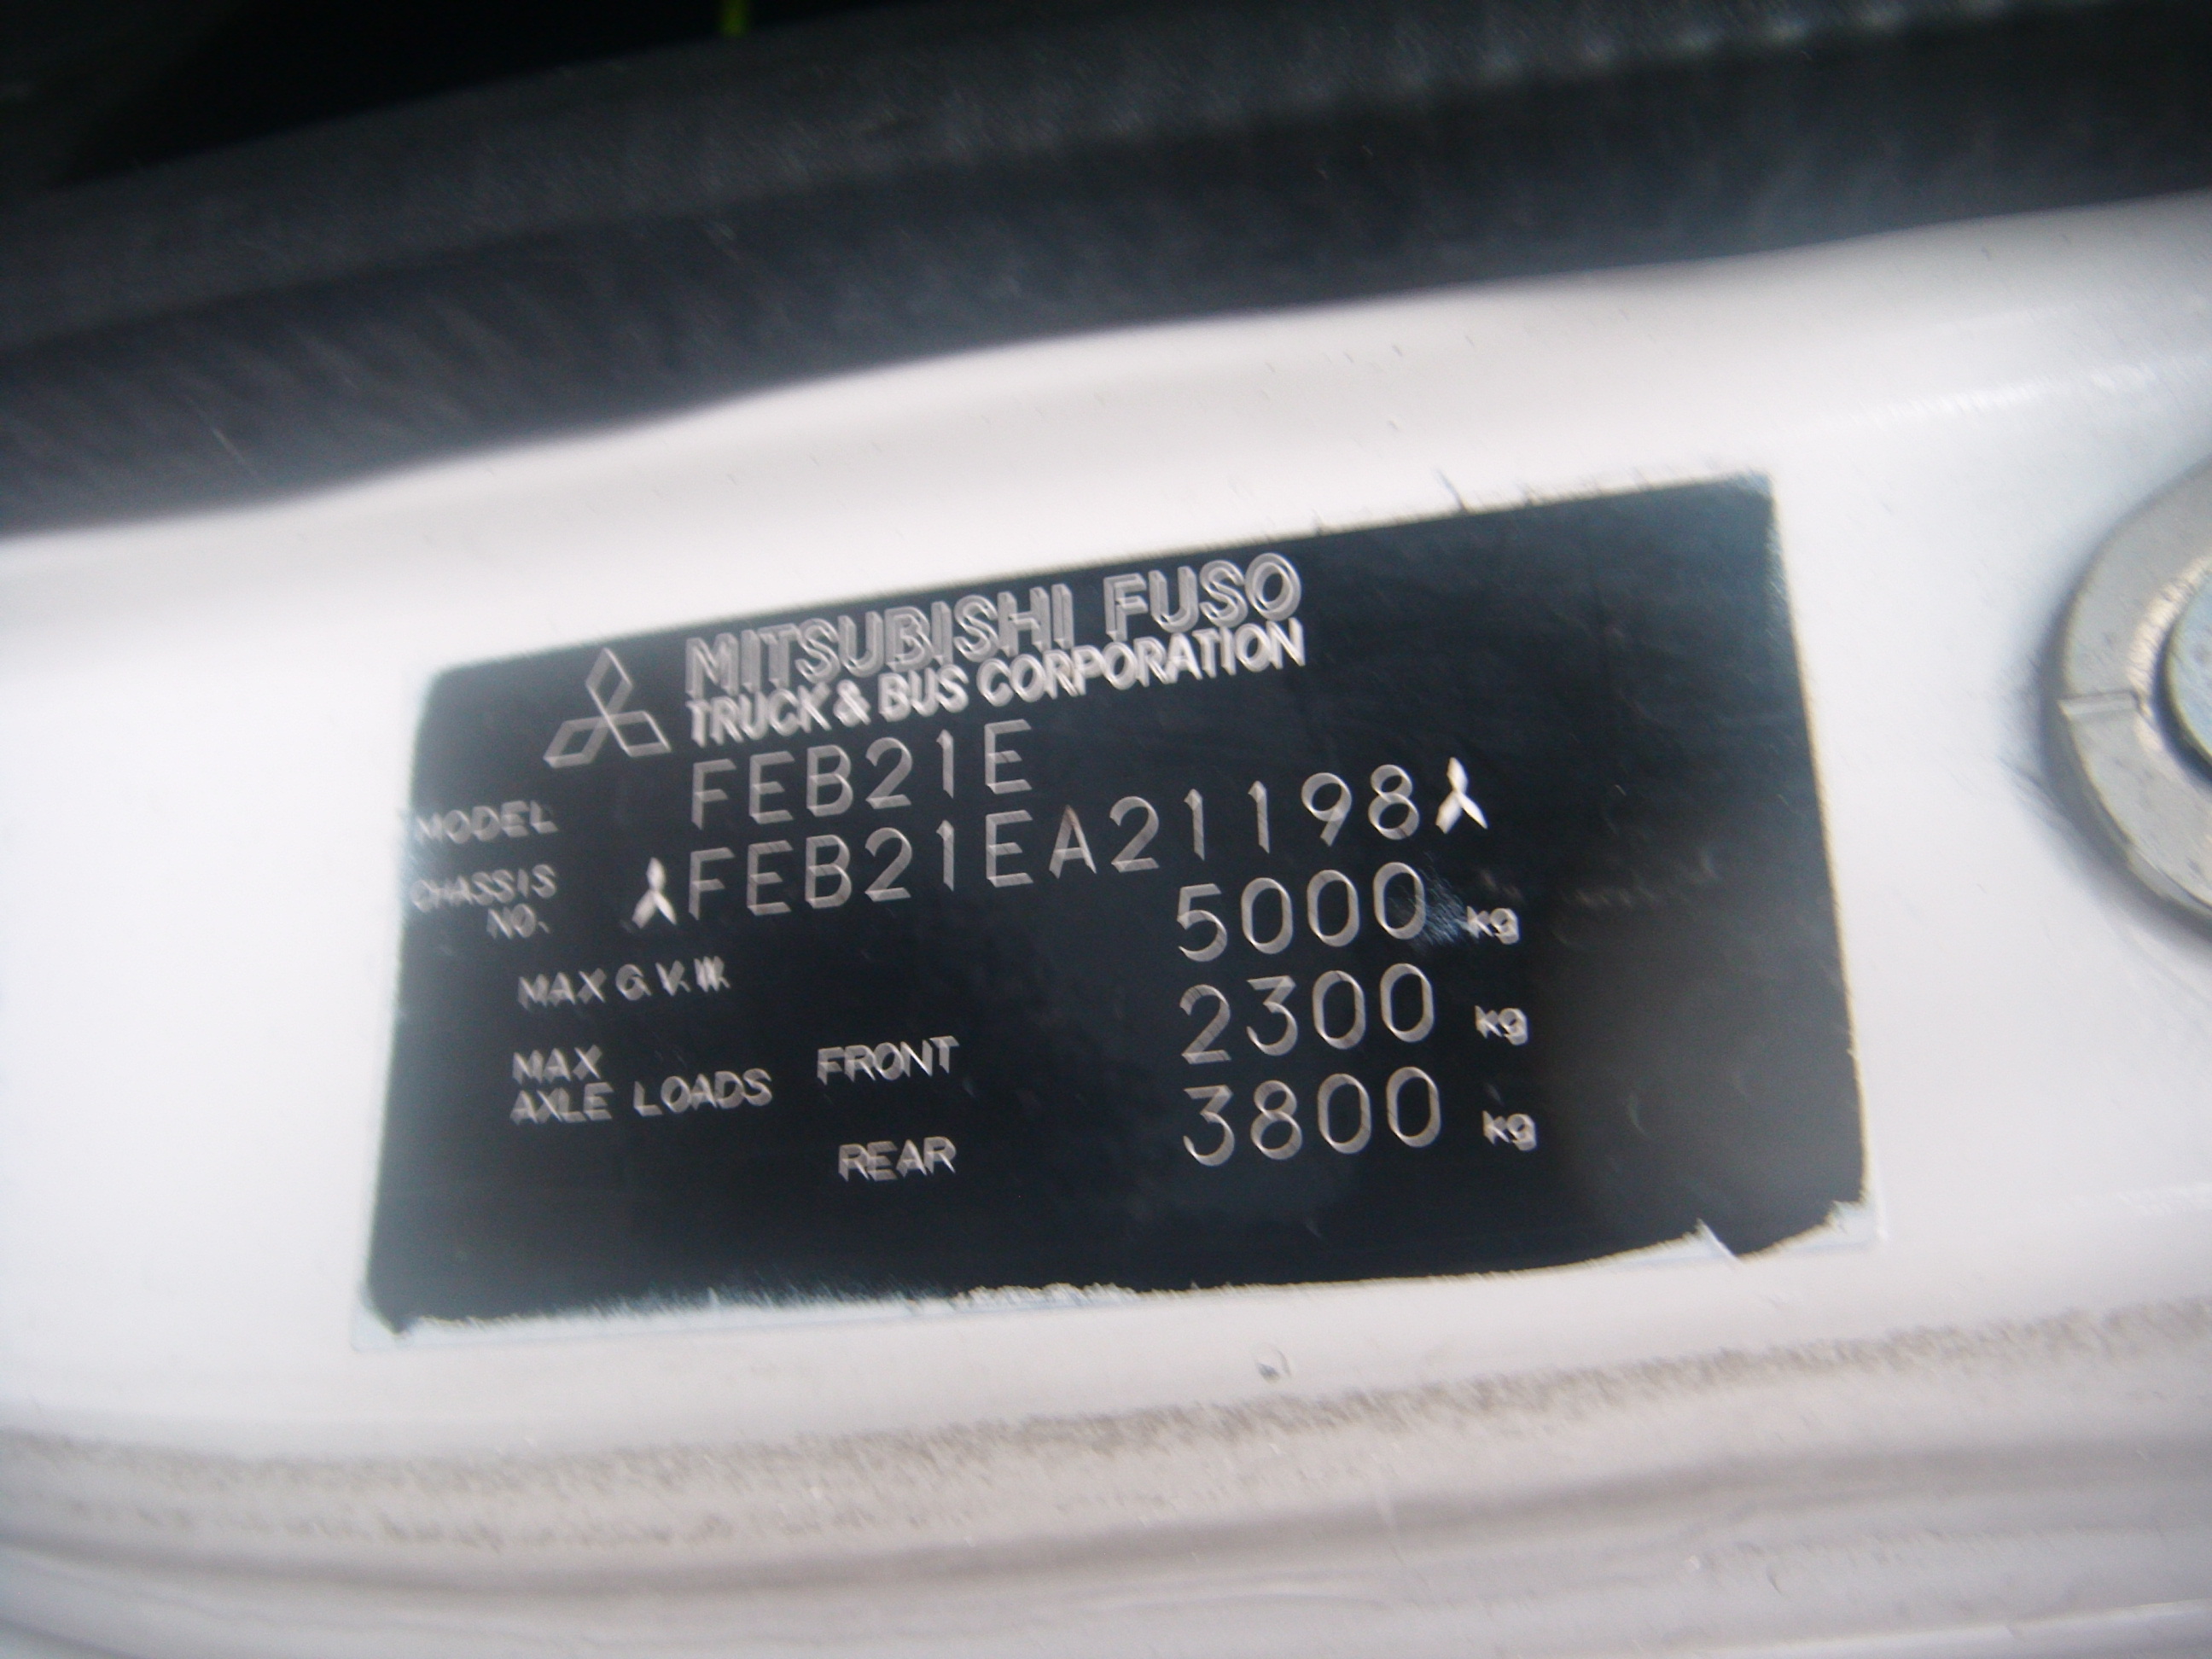 MITSUBISHI FUSO
TRUCK & BUS CORPORATION
MODEL FEB21E
CHASSIS NO. FEB21EA21198
MAX G.V.W. 5000 kg
MAX AXLE LOADS FRONT 2300 kg
REAR 3800 kg